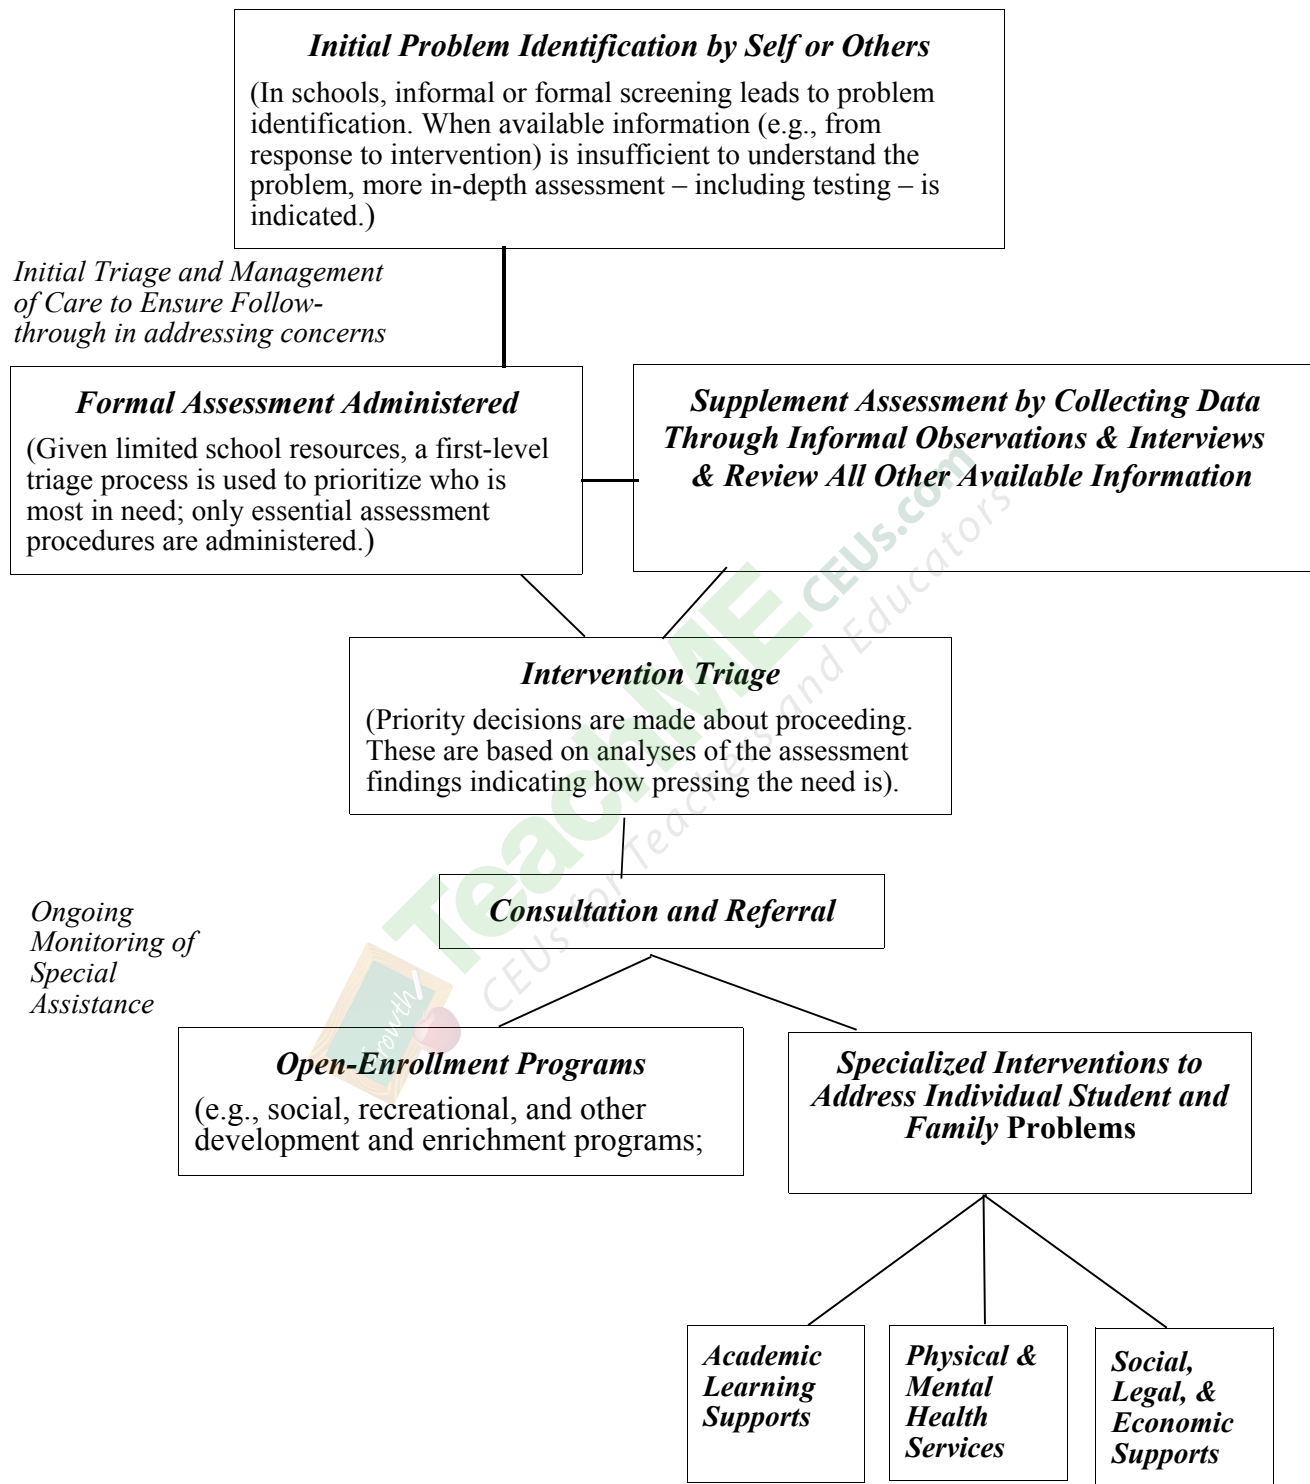 Initial Problem Identification by Self or Others
(In schools, informal or formal screening leads to problem
identification. When available information (e.g., from
response to intervention) is insufficient to understand the
problem, more in-depth assessment – including testing – is
indicated.)
Initial Triage and Management
of Care to Ensure Follow-
through in addressing concerns
Formal Assessment Administered
(Given limited school resources, a first-level
triage process is used to prioritize who is
most in need; only essential assessment
procedures are administered.)
Supplement Assessment by Collecting Data
Through Informal Observations & Interviews
& Review All Other Available Information
Intervention Triage
(Priority decisions are made about proceeding.
These are based on analyses of the assessment
findings indicating how pressing the need is).
Consultation and Referral
Ongoing
Monitoring of
Special
Assistance
Open-Enrollment Programs
(e.g., social, recreational, and other
development and enrichment programs;
Specialized Interventions to
Address Individual Student and
Family Problems
Academic
Learning
Supports
Physical &
Mental
Health
Services
Social,
Legal, &
Economic
Supports
TeachMECEUs.com
CEUs for Teachers and Educators
growth!